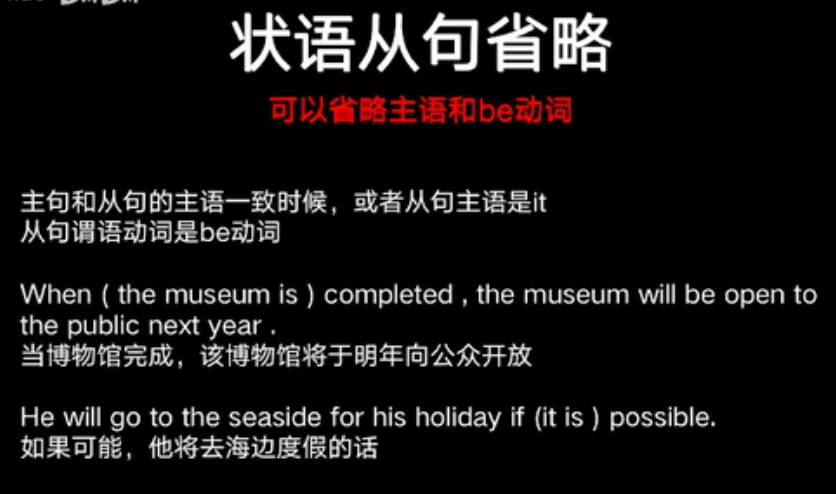 状语从句省略
可以省略主语和be动词
主句和从句的主语一致时候，或者从句主语是it
从句谓语动词是be动词
When ( the museum is ) completed , the museum will be open to
the public next year .
当博物馆完成，该博物馆将于明年向公众开放
He will go to the seaside for his holiday if (it is ) possible.
如果可能，他将去海边度假的话